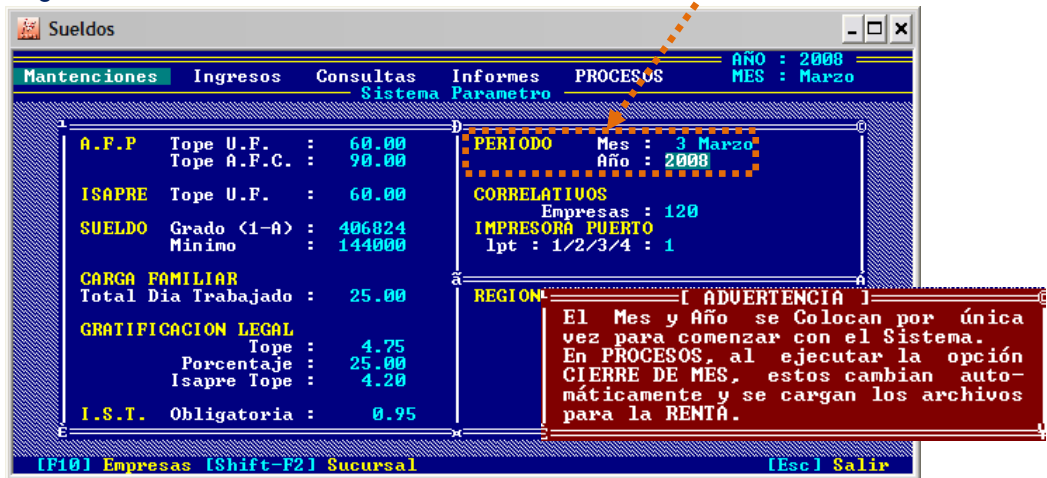 Sueldos
AÑO : 2008
Mantenciones Ingresos Consultas Informes PROCESOS MES : Marzo
Sistema Parametro
A.F.P Tope U.F. : 60.00
Tope A.F.C. : 90.00
ISAPRE Tope U.F. : 60.00
SUELDO Grado (1-A) : 406824
Minimo : 144000
CARGA FAMILIAR
Total Dia Trabajado : 25.00
GRATIFICACION LEGAL
Tope : 4.75
Porcentaje : 25.00
Isapre Tope : 4.20
I.S.T. Obligatoria : 0.95
PERIODO Mes : 3 Marzo
Año : 2008
CORRELATIVOS
Empresas : 120
IMPRESORA PUERTO
lpt : 1/2/3/4 : 1
REGION
[ ADVERTENCIA ]
El Mes y Año se Colocan por única
vez para comenzar con el Sistema.
En PROCESOS, al ejecutar la opción
CIERRE DE MES, estos cambian auto-
máticamente y se cargan los archivos
para la RENTA.
[F10] Empresas [Shift-F2] Sucursal [Esc] Salir